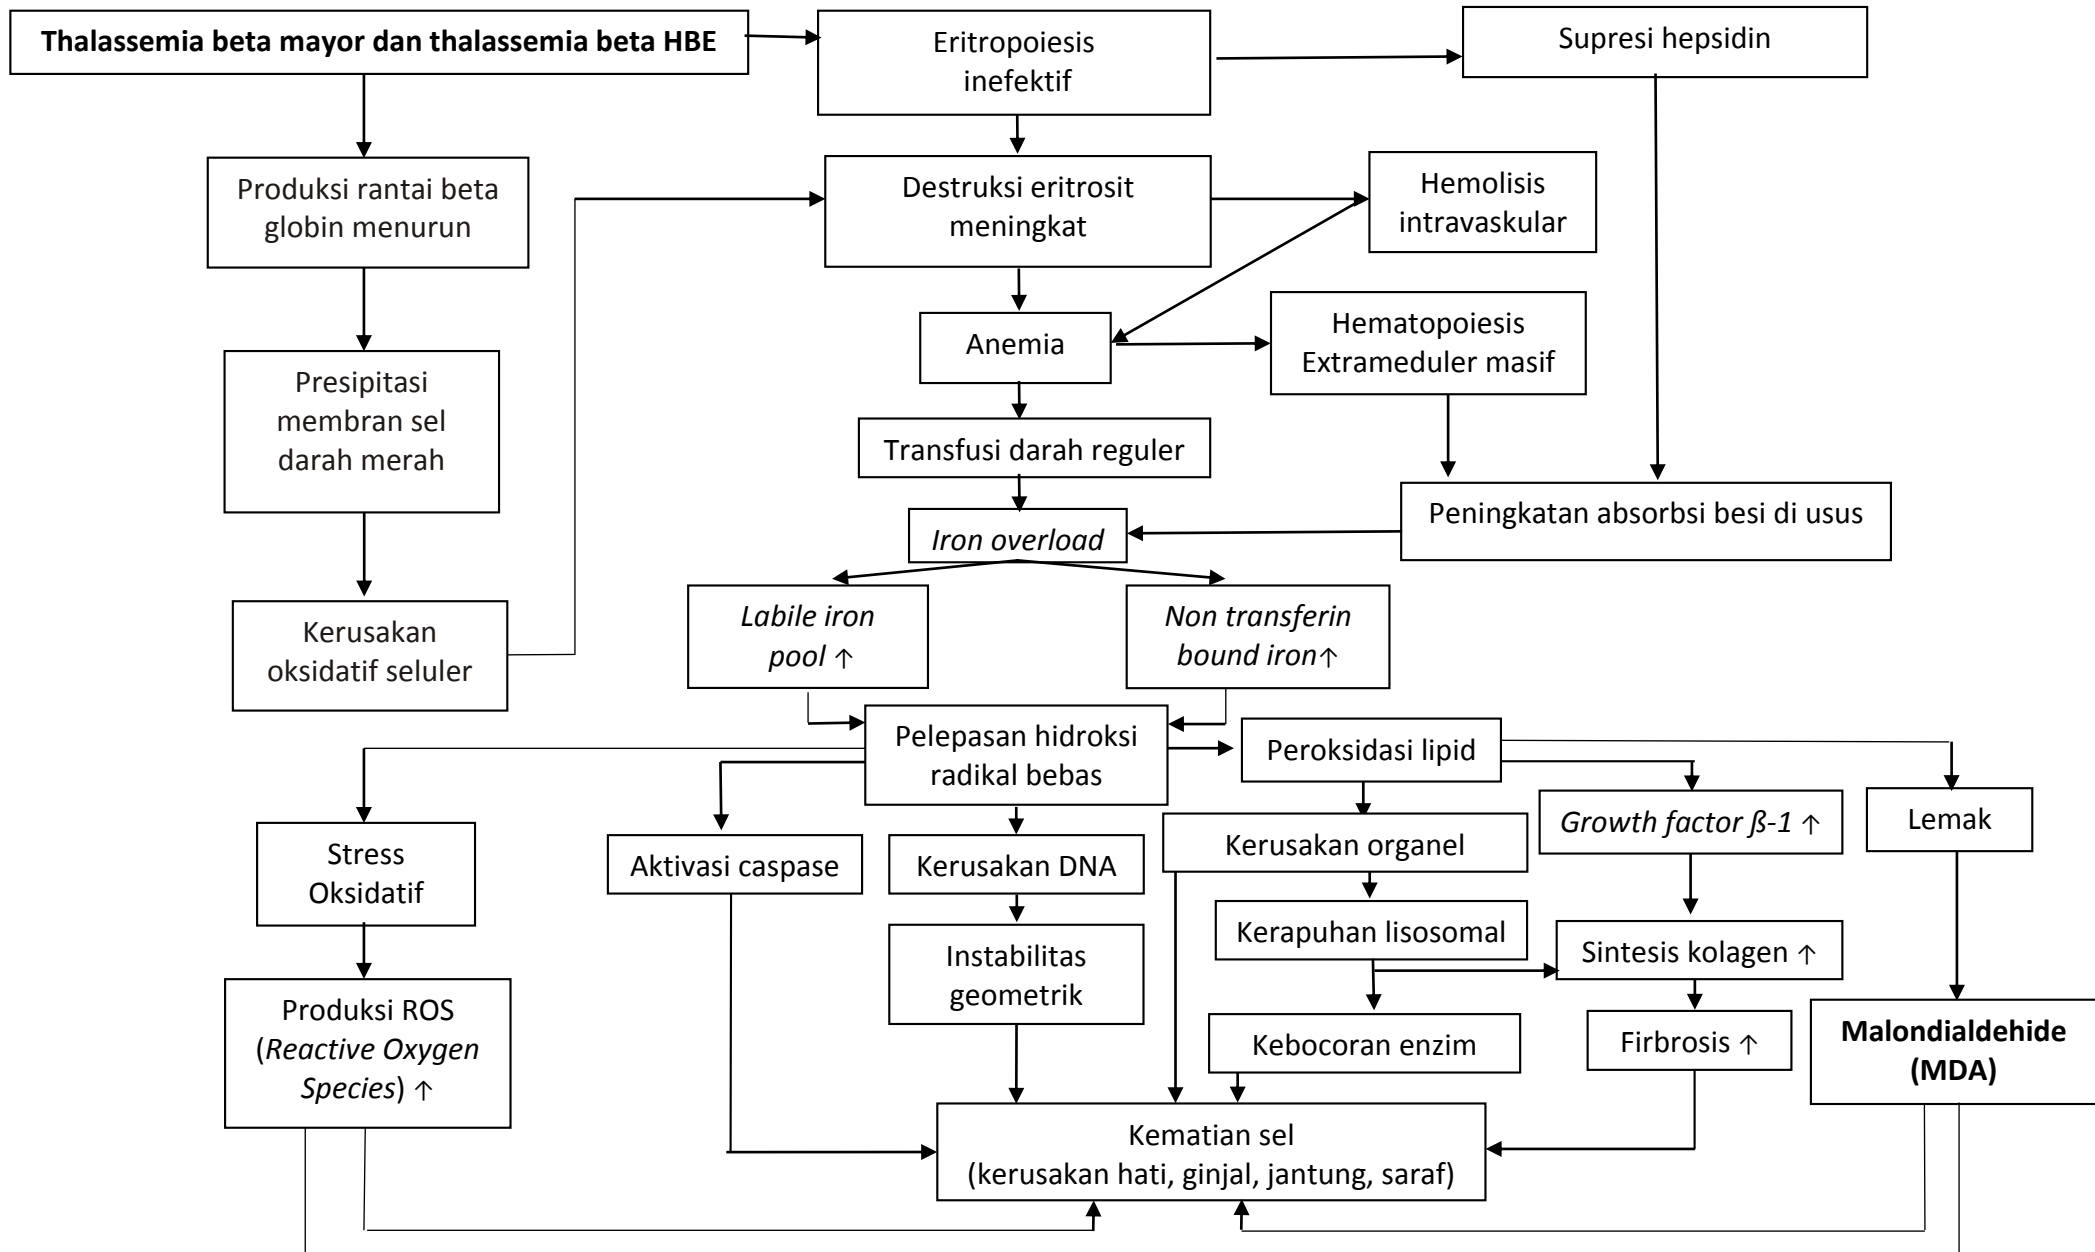 Thalassemia beta mayor dan thalassemia beta HBE
Eritropoiesis
inefektif
Supresi hepsidin
Produksi rantai beta
globin menurun
Destruksi eritrosit
meningkat
Hemolisis
intravaskular
Anemia
Hematopoiesis
Extrameduler masif
Presipitasi
membran sel
darah merah
Transfusi darah reguler
Peningkatan absorbsi besi di usus
Iron overload
Kerusakan
oksidatif seluler
Labile iron
pool ↑
Non transferin
bound iron↑
Pelepasan hidroksi
radikal bebas
Peroksidasi lipid
Stress
Oksidatif
Aktivasi caspase
Kerusakan DNA
Kerusakan organel
Growth factor ß-1 ↑
Lemak
Instabilitas
geometrik
Kerapuhan lisosomal
Sintesis kolagen ↑
Produksi ROS
(Reactive Oxygen
Species) ↑
Kebocoran enzim
Firbrosis ↑
Malondialdehide
(MDA)
Kematian sel
(kerusakan hati, ginjal, jantung, saraf)